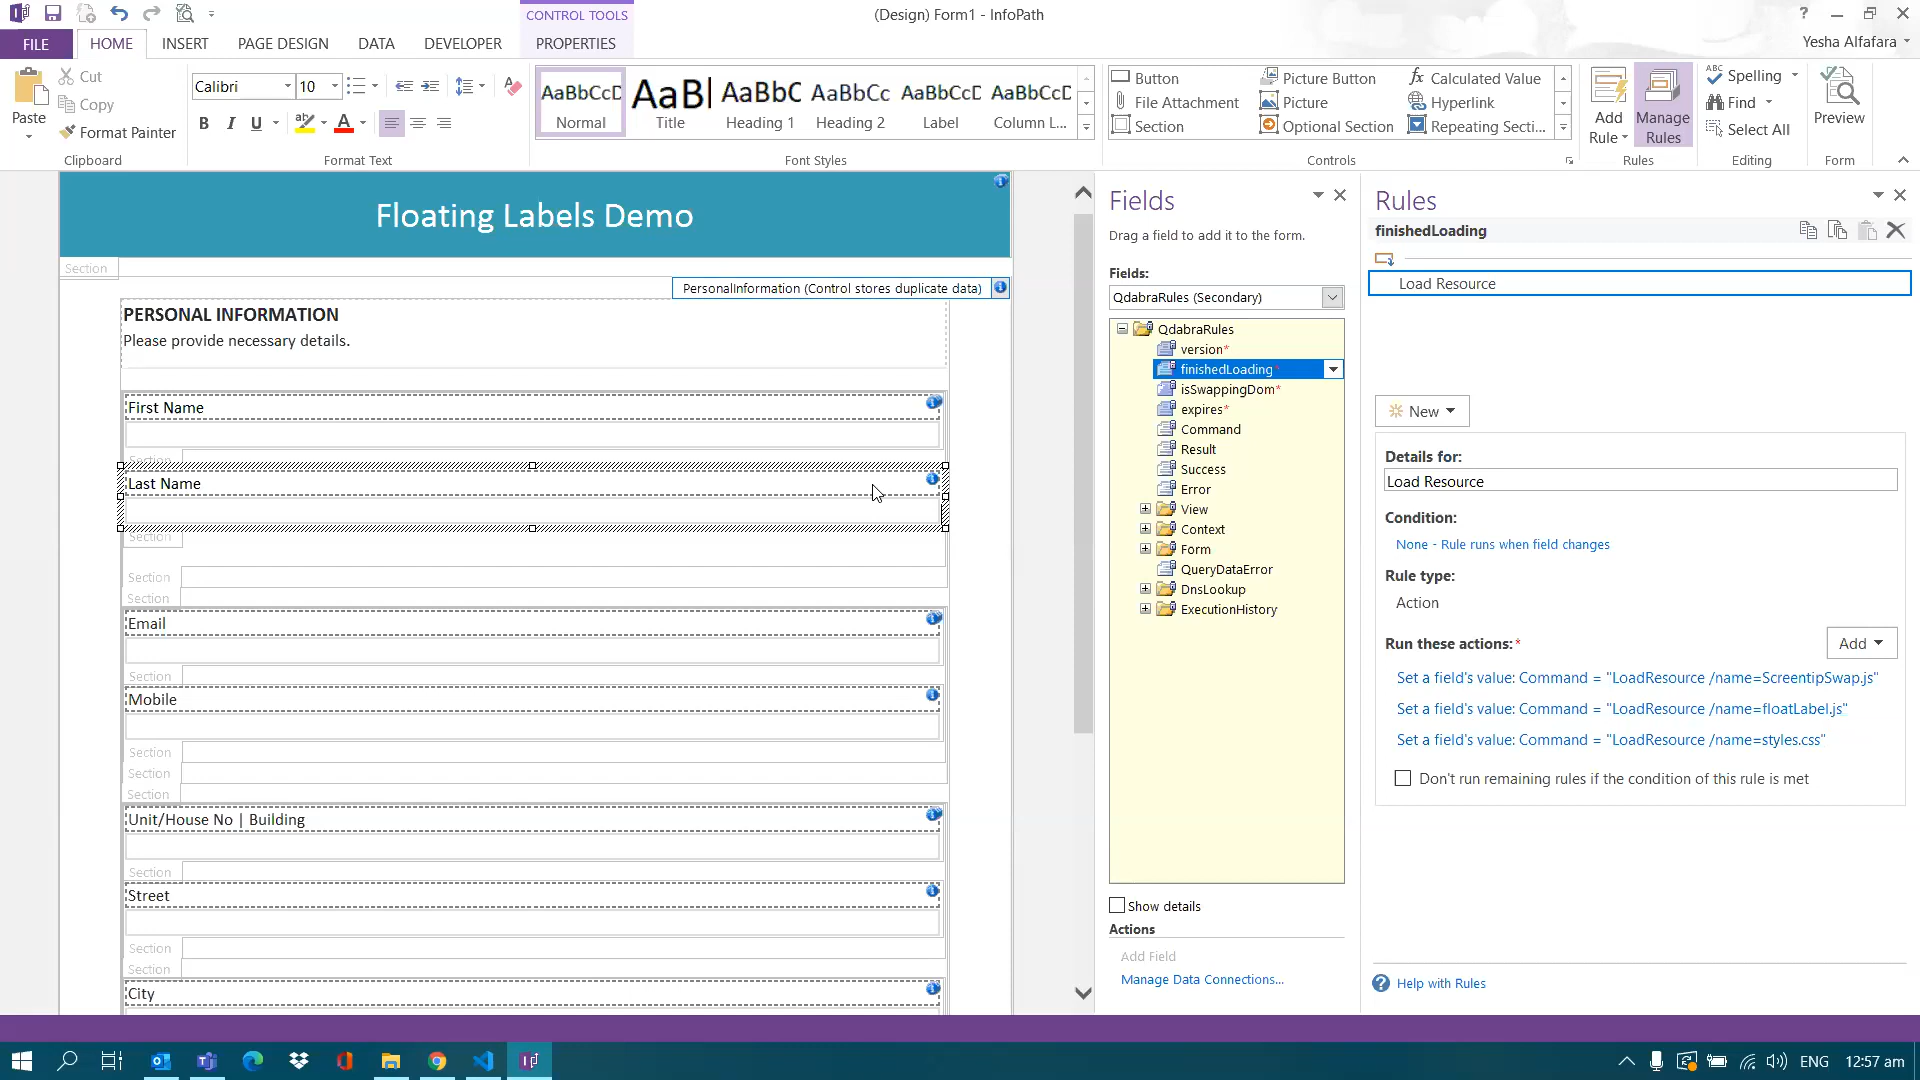 CONTROL TOOLS
(Design) Form1 - InfoPath
?
FILE
HOME
INSERT
PAGE DESIGN
DATA
DEVELOPER
PROPERTIES
Yesha Alfafara
Paste
Cut
Copy
Format Painter
Clipboard
Calibri
10
B I U
A
Format Text
AaBbCcD
Normal
AaB
Title
AaBbC
Heading 1
AaBbCc
Heading 2
AaBbCcD
Label
AaBbCcD
Column L...
Font Styles
Button
File Attachment
Section
Picture Button
Picture
Optional Section
Calculated Value
Hyperlink
Repeating Secti...
Controls
Add
Rule
Manage
Rules
Rules
Spelling
Find
Select All
Editing
Preview
Form
Floating Labels Demo
Section
PersonalInformation (Control stores duplicate data)
PERSONAL INFORMATION
Please provide necessary details.
First Name
Section
Last Name
Section
Section
Section
Email
Section
Mobile
Section
Section
Section
Unit/House No | Building
Section
Street
Section
Section
City
Fields
Drag a field to add it to the form.
Fields:
QdabraRules (Secondary)
QdabraRules
version*
finishedLoading*
isSwappingDom*
expires*
Command
Result
Success
Error
View
Context
Form
QueryDataError
DnsLookup
ExecutionHistory
Show details
Actions
Add Field
Manage Data Connections...
Rules
finishedLoading
Load Resource
New
Details for:
Load Resource
Condition:
None - Rule runs when field changes
Rule type:
Action
Run these actions:*
Add
Set a field's value: Command = "LoadResource /name=ScreentipSwap.js"
Set a field's value: Command = "LoadResource /name=floatLabel.js"
Set a field's value: Command = "LoadResource /name=styles.css"
Don't run remaining rules if the condition of this rule is met
Help with Rules
ENG
12:57 am